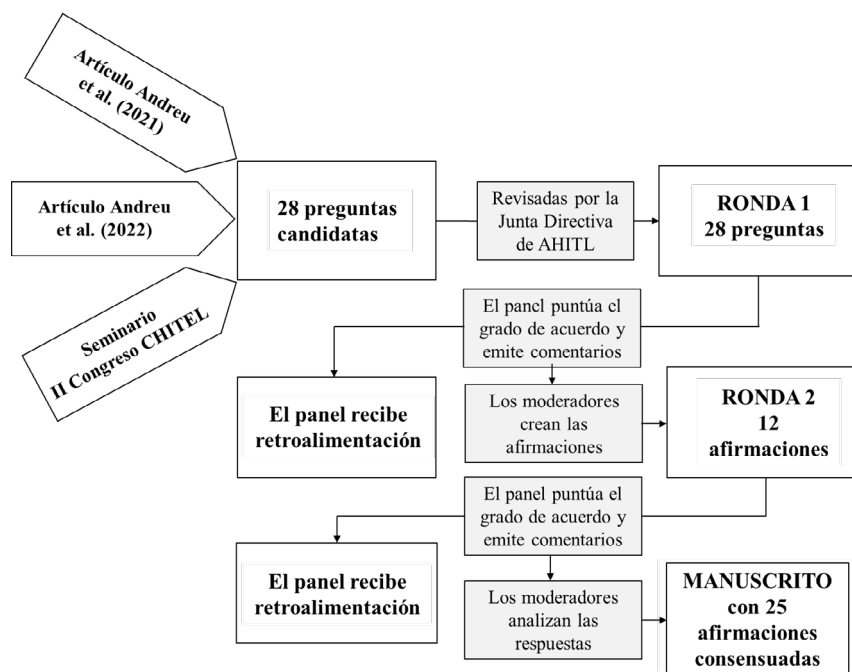 Artículo Andreu
et al. (2021)
Artículo Andreu
et al. (2022)
Seminario
II Congreso CHITEL
28 preguntas
candidatas
Revisadas por la
Junta Directiva
de AHITL
RONDA 1
28 preguntas
El panel puntúa el
grado de acuerdo y
emite comentarios
El panel recibe
retroalimentación
Los moderadores
crean las
afirmaciones
RONDA 2
12
afirmaciones
El panel puntúa el
grado de acuerdo y
emite comentarios
El panel recibe
retroalimentación
Los moderadores
analizan las
respuestas
MANUSCRITO
con 25
afirmaciones
consensuadas